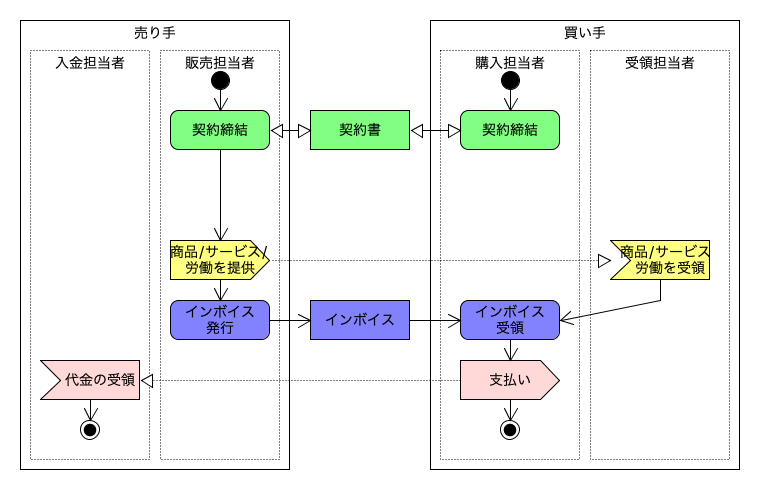 売り手
買い手
入金担当者
販売担当者
購入担当者
受領担当者
契約締結
契約書
契約締結
商品/サービス/
労働を提供
商品/サービス
労働を受領
インボイス
発行
インボイス
インボイス
受領
代金の受領
支払い